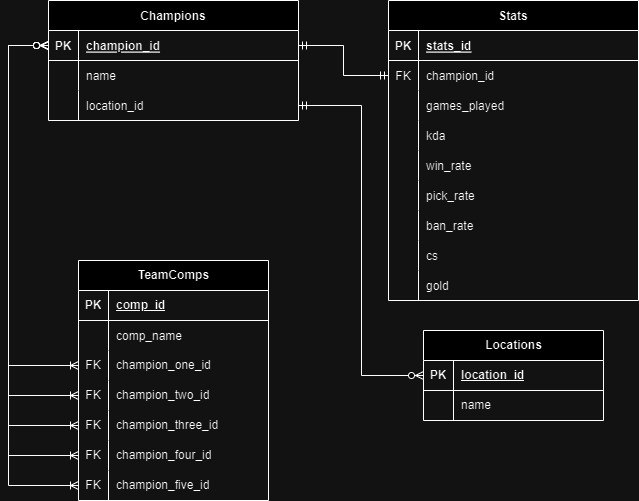 Champions
PK champion_id
name
location_id
Stats
PK stats_id
FK champion_id
games_played
kda
win_rate
pick_rate
ban_rate
cs
gold
TeamComps
PK comp_id
comp_name
FK champion_one_id
FK champion_two_id
FK champion_three_id
FK champion_four_id
FK champion_five_id
Locations
PK location_id
name